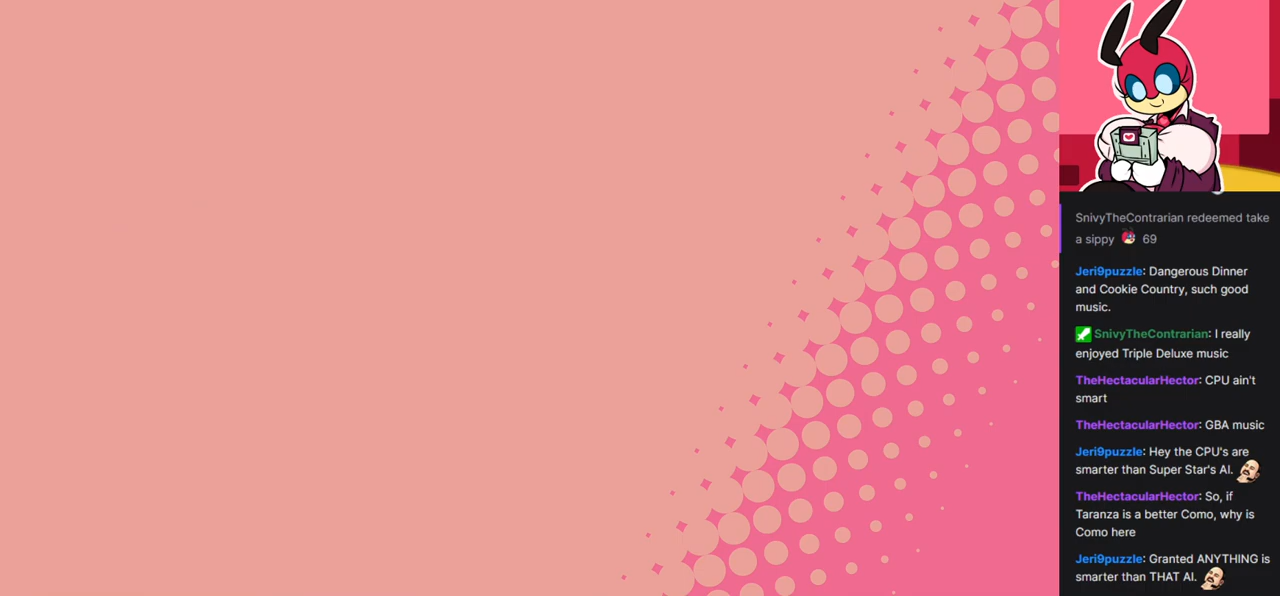 SnivyTheContrarian redeemed take
a sippy 69
Jeri9puzzle: Dangerous Dinner
and Cookie Country, such good
music.
SnivyTheContrarian: I really
enjoyed Triple Deluxe music
TheHectacularHector: CPU ain't
smart
TheHectacularHector: GBA music
Jeri9puzzle: Hey the CPU's are
smarter than Super Star's AI.
TheHectacularHector: So, if
Taranza is a better Como, why is
Como here
Jeri9puzzle: Granted ANYTHING is
smarter than THAT AI.